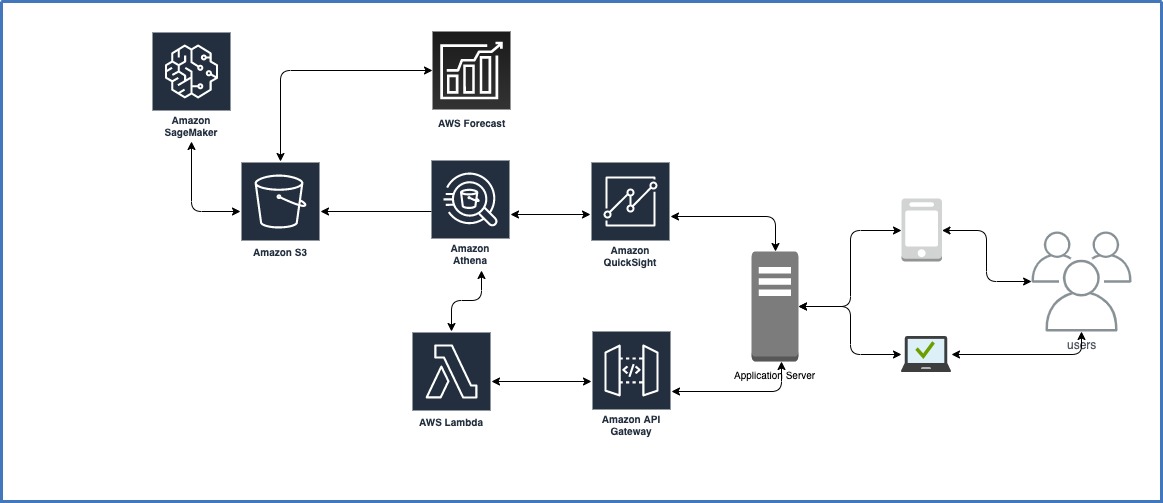 Amazon
SageMaker
AWS Forecast
Amazon S3
Amazon
Athena
Amazon
QuickSight
users
Application Server
AWS Lambda
Amazon API
Gateway